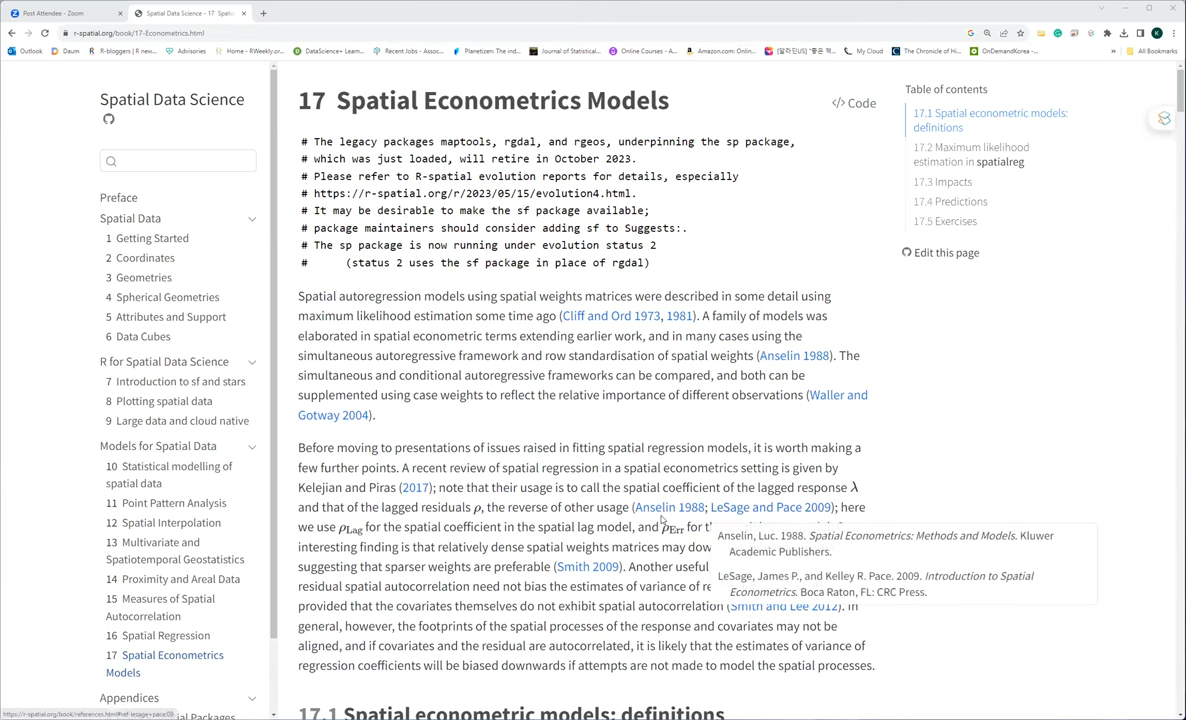 Post Attendee - Zoom
Spatial Data Science - 17 Spati
r-spatial.org/book/17-Econometrics.html
Outlook
Daum
R-bloggers | R new...
Advisories
Home - RWeekly.or...
DataScience+ Learn...
Recent Jobs - Assoc...
Planetizen: The ind...
Journal of Statistical...
Online Courses - A...
Amazon.com: Onlin...
[알라딘US] "좋은 책...
My Cloud
The Chronicle of Hi...
OnDemandKorea -...
»
All Bookmarks
Spatial Data Science
Preface
Spatial Data
1 Getting Started
2 Coordinates
3 Geometries
4 Spherical Geometries
5 Attributes and Support
6 Data Cubes
R for Spatial Data Science
7 Introduction to sf and stars
8 Plotting spatial data
9 Large data and cloud native
Models for Spatial Data
10 Statistical modelling of
spatial data
11 Point Pattern Analysis
12 Spatial Interpolation
13 Multivariate and
Spatiotemporal Geostatistics
14 Proximity and Areal Data
15 Measures of Spatial
Autocorrelation
16 Spatial Regression
17 Spatial Econometrics
Models
Appendices
https://r-spatial.org/book/references.html#ref-lesage+pace:09
17 Spatial Econometrics Models
</> Code
# The legacy packages maptools, rgdal, and rgeos, underpinning the sp package,
# which was just loaded, will retire in October 2023.
# Please refer to R-spatial evolution reports for details, especially
# https://r-spatial.org/r/2023/05/15/evolution4.html.
# It may be desirable to make the sf package available;
# package maintainers should consider adding sf to Suggests:.
# The sp package is now running under evolution status 2
# (status 2 uses the sf package in place of rgdal)
Spatial autoregression models using spatial weights matrices were described in some detail using
maximum likelihood estimation some time ago (Cliff and Ord 1973, 1981). A family of models was
elaborated in spatial econometric terms extending earlier work, and in many cases using the
simultaneous autoregressive framework and row standardisation of spatial weights (Anselin 1988). The
simultaneous and conditional autoregressive frameworks can be compared, and both can be
supplemented using case weights to reflect the relative importance of different observations (Waller and
Gotway 2004).
Before moving to presentations of issues raised in fitting spatial regression models, it is worth making a
few further points. A recent review of spatial regression in a spatial econometrics setting is given by
Kelejian and Piras (2017); note that their usage is to call the spatial coefficient of the lagged response λ
and that of the lagged residuals ρ, the reverse of other usage (Anselin 1988; LeSage and Pace 2009); here
we use ρLag for the spatial coefficient in the spatial lag model, and ρErr for th
interesting finding is that relatively dense spatial weights matrices may dow
suggesting that sparser weights are preferable (Smith 2009). Another useful
residual spatial autocorrelation need not bias the estimates of variance of re
provided that the covariates themselves do not exhibit spatial autocorrelation (Smith and Lee 2012). In
general, however, the footprints of the spatial processes of the response and covariates may not be
aligned, and if covariates and the residual are autocorrelated, it is likely that the estimates of variance of
regression coefficients will be biased downwards if attempts are not made to model the spatial processes.
17.1 Spatial econometric models: definitions
Anselin, Luc. 1988. Spatial Econometrics: Methods and Models. Kluwer
Academic Publishers.
LeSage, James P., and Kelley R. Pace. 2009. Introduction to Spatial
Econometrics. Boca Raton, FL: CRC Press.
Table of contents
17.1 Spatial econometric models:
definitions
17.2 Maximum likelihood
estimation in spatialreg
17.3 Impacts
17.4 Predictions
17.5 Exercises
Edit this page